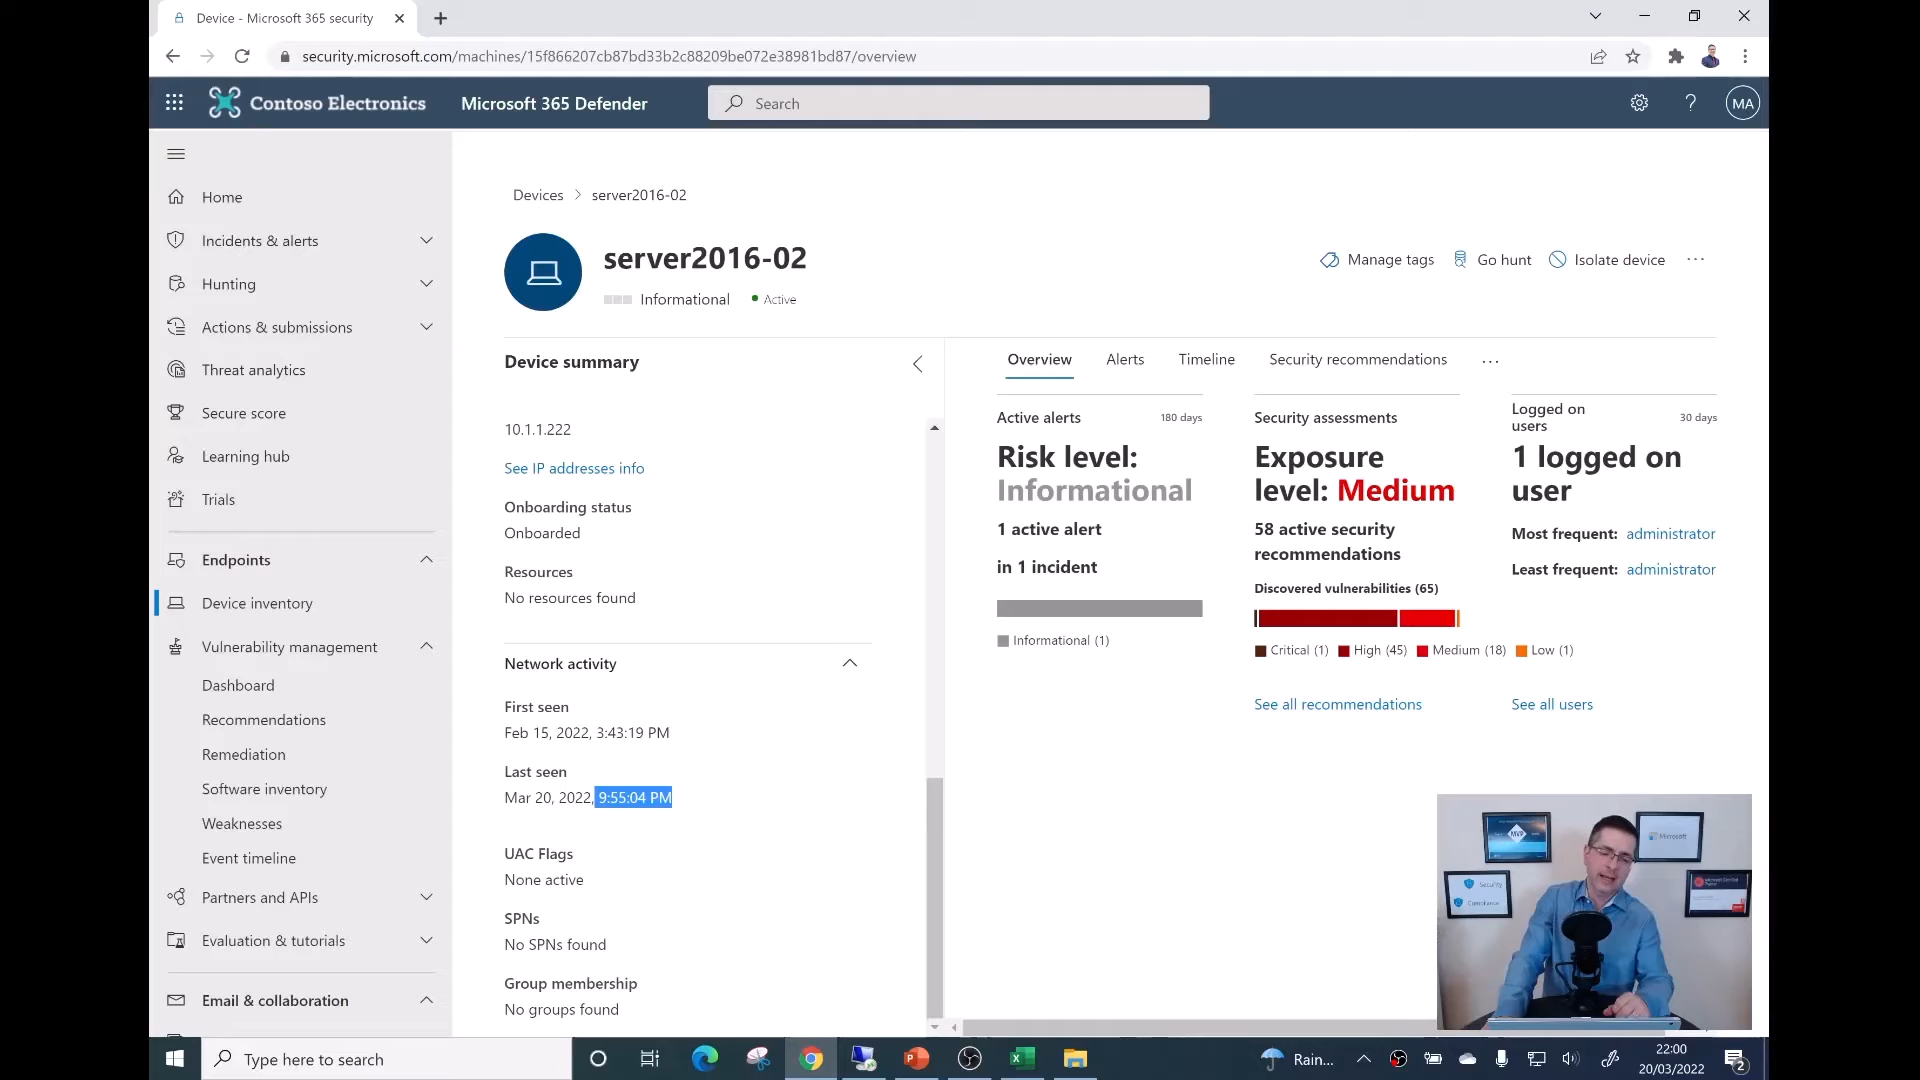 Device - Microsoft 365 security
security.microsoft.com/machines/15f866207cb87bd33b2c88209be072e38981bd87/overview
Contoso Electronics
Microsoft 365 Defender
Search
MA
Home
Incidents & alerts
Hunting
Actions & submissions
Threat analytics
Secure score
Learning hub
Trials
Endpoints
Device inventory
Vulnerability management
Dashboard
Recommendations
Remediation
Software inventory
Weaknesses
Event timeline
Partners and APIs
Evaluation & tutorials
Email & collaboration
Devices > server2016-02
server2016-02
Informational
Active
Manage tags
Go hunt
Isolate device
Device summary
10.1.1.222
See IP addresses info
Onboarding status
Onboarded
Resources
No resources found
Network activity
First seen
Feb 15, 2022, 3:43:19 PM
Last seen
Mar 20, 2022, 9:55:04 PM
UAC Flags
None active
SPNs
No SPNs found
Group membership
No groups found
Overview
Alerts
Timeline
Security recommendations
Active alerts
180 days
Risk level:
Informational
1 active alert
in 1 incident
Informational (1)
Security assessments
Exposure
level: Medium
58 active security
recommendations
Discovered vulnerabilities (65)
Critical (1) High (45) Medium (18) Low (1)
See all recommendations
Logged on
users
30 days
1 logged on
user
Most frequent: administrator
Least frequent: administrator
See all users
MVP
Microsoft
Security
Compliance
Type here to search
Rain...
22:00
20/03/2022
2